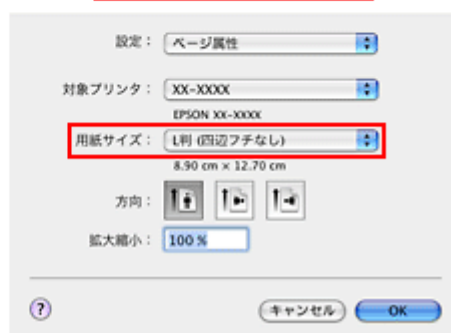 設定： ページ属性
対象プリンタ： XX-XXXX
EPSON XX-XXXX
用紙サイズ： L判 (四辺フチなし)
8.90 cm × 12.70 cm
方向：
拡大縮小： 100 %
? キャンセル OK